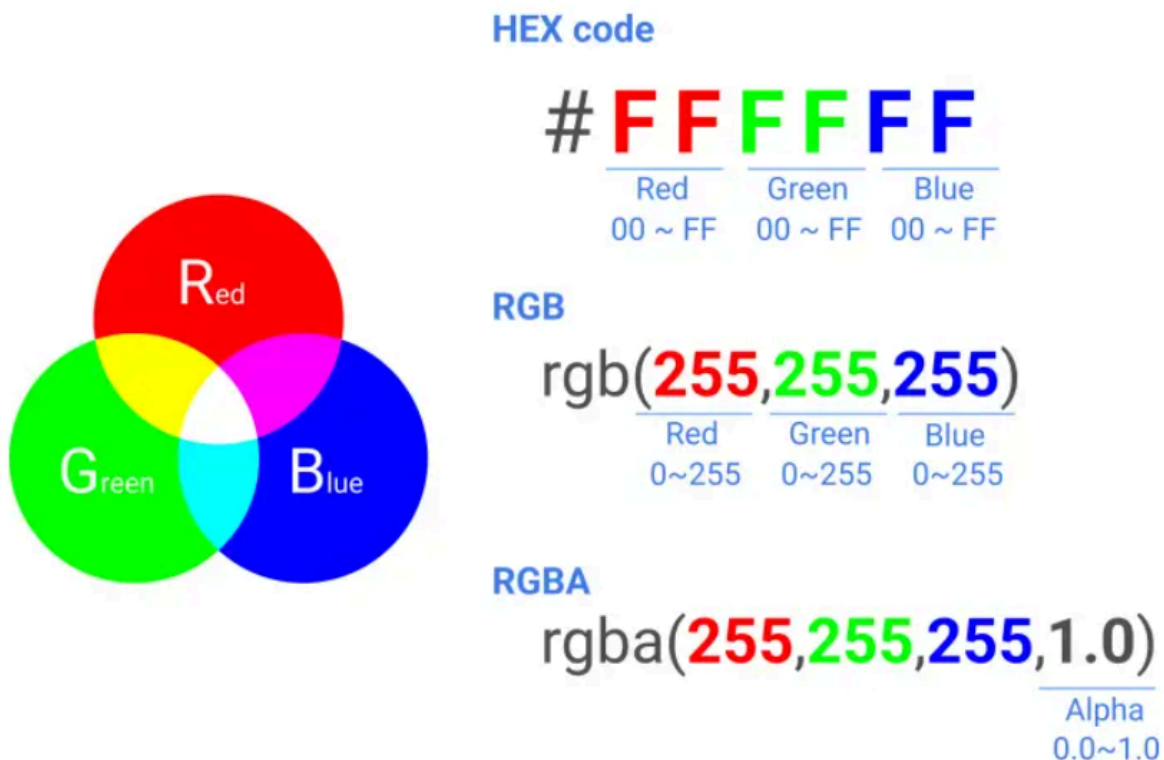 HEX code
#FFFFFF
Red Green Blue
00 ~ FF 00 ~ FF 00 ~ FF
Red
Green
Blue
RGB
rgb(255,255,255)
Red Green Blue
0~255 0~255 0~255
RGBA
rgba(255,255,255,1.0)
Alpha
0.0~1.0